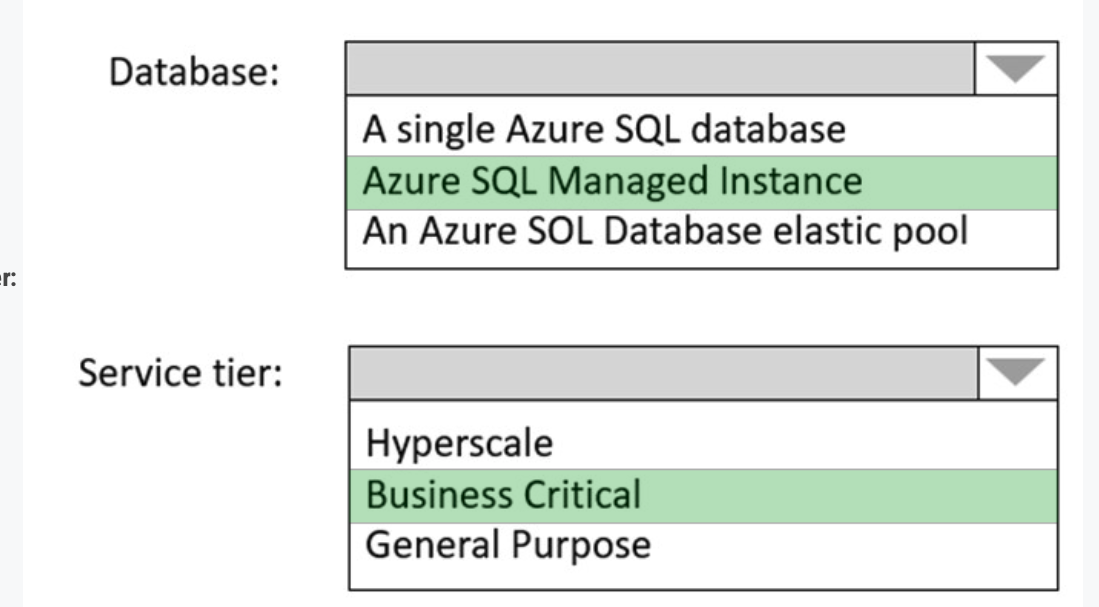 Database:
A single Azure SQL database
Azure SQL Managed Instance
An Azure SOL Database elastic pool
er:
Service tier:
Hyperscale
Business Critical
General Purpose